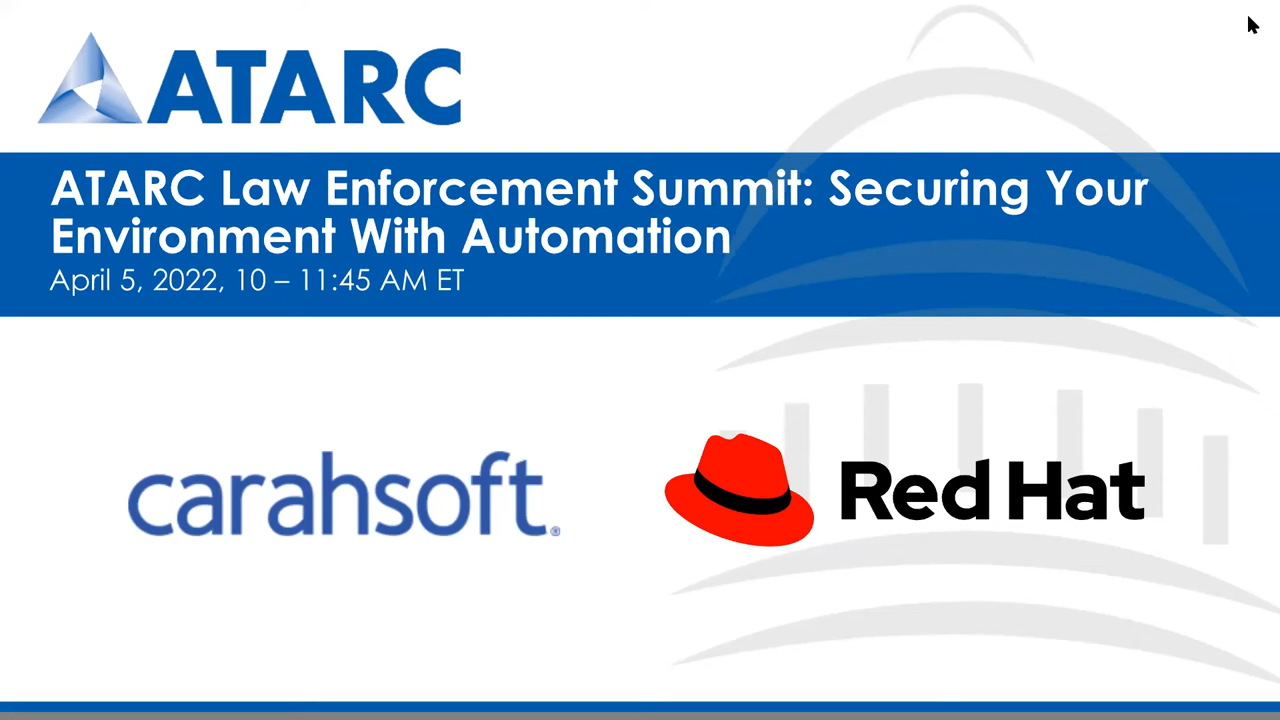 ATARC
ATARC Law Enforcement Summit: Securing Your
Environment With Automation
April 5, 2022, 10 – 11:45 AM ET
carahsoft®
Red Hat